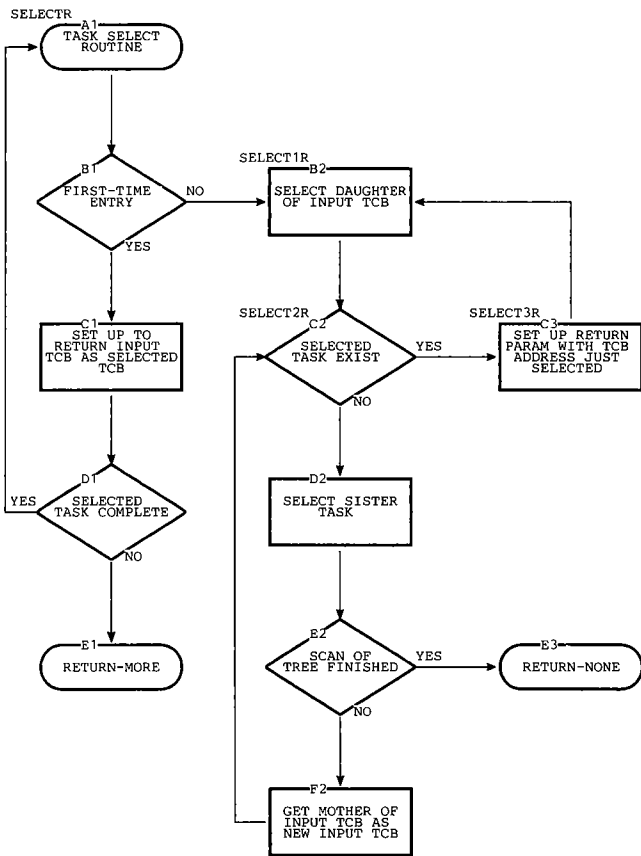 SELECTR
A1
TASK SELECT
ROUTINE
B1
FIRST-TIME
ENTRY
NO
YES
SELECT1R
B2
SELECT DAUGHTER
OF INPUT TCB
C1
SET UP TO
RETURN INPUT
TCB AS SELECTED
TCB
SELECT2R
C2
SELECTED
TASK EXIST
YES
NO
SELECT3R
C3
SET UP RETURN
PARAM WITH TCB
ADDRESS JUST
SELECTED
D1
SELECTED
TASK COMPLETE
YES
NO
D2
SELECT SISTER
TASK
E1
RETURN-MORE
E2
SCAN OF
TREE FINISHED
YES
NO
E3
RETURN-NONE
F2
GET MOTHER OF
INPUT TCB AS
NEW INPUT TCB